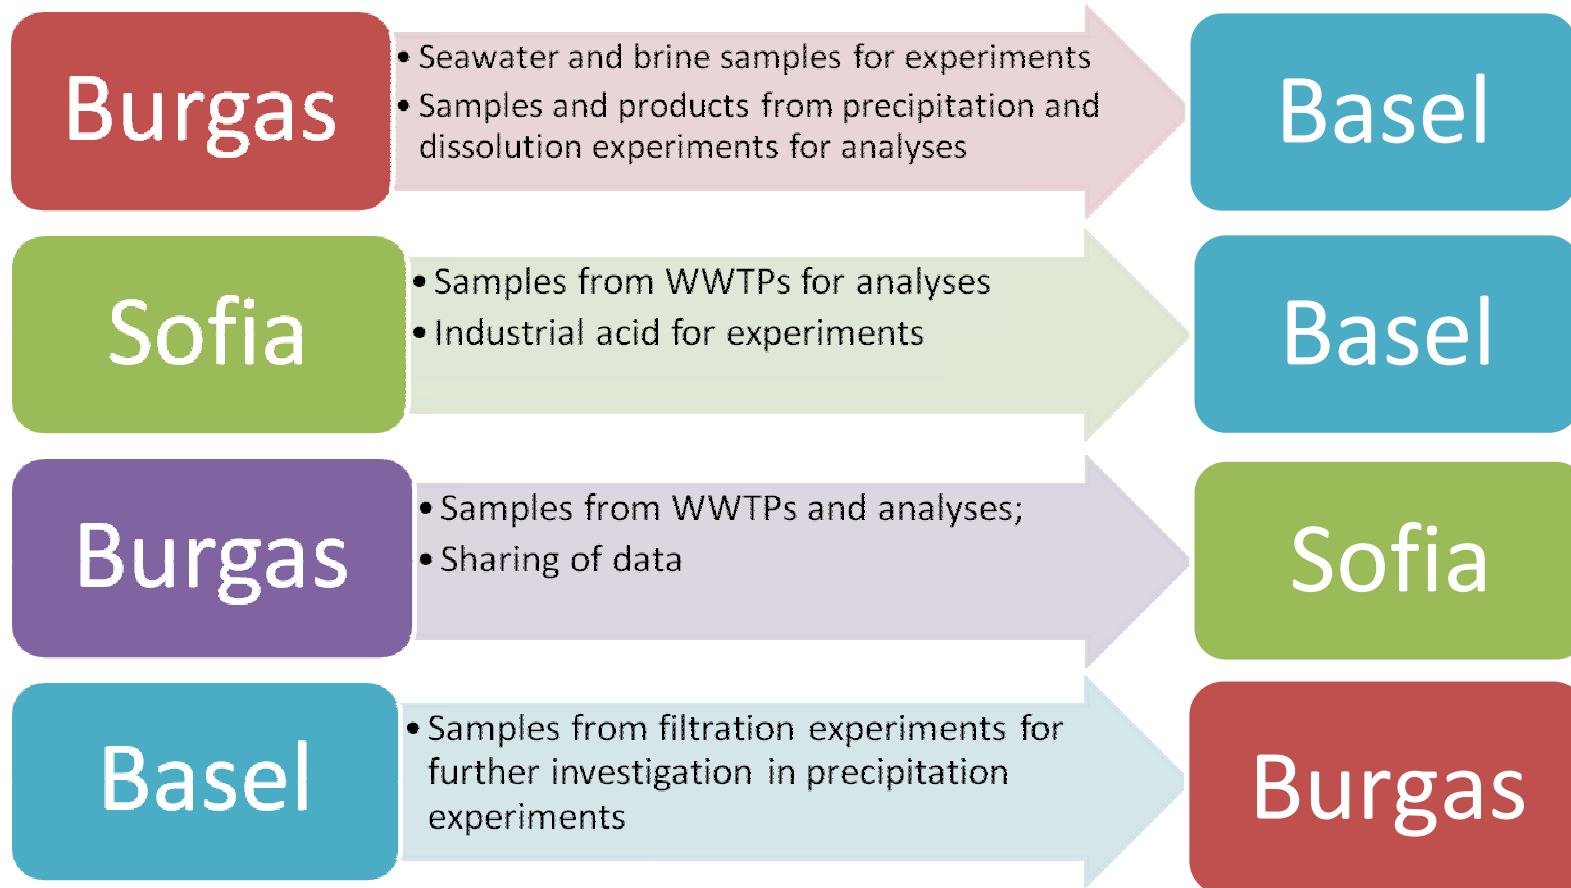 Burgas
• Seawater and brine samples for experiments
• Samples and products from precipitation and
dissolution experiments for analyses
Basel
Sofia
• Samples from WWTPs for analyses
• Industrial acid for experiments
Basel
Burgas
• Samples from WWTPs and analyses;
• Sharing of data
Sofia
Basel
• Samples from filtration experiments for
further investigation in precipitation
experiments
Burgas